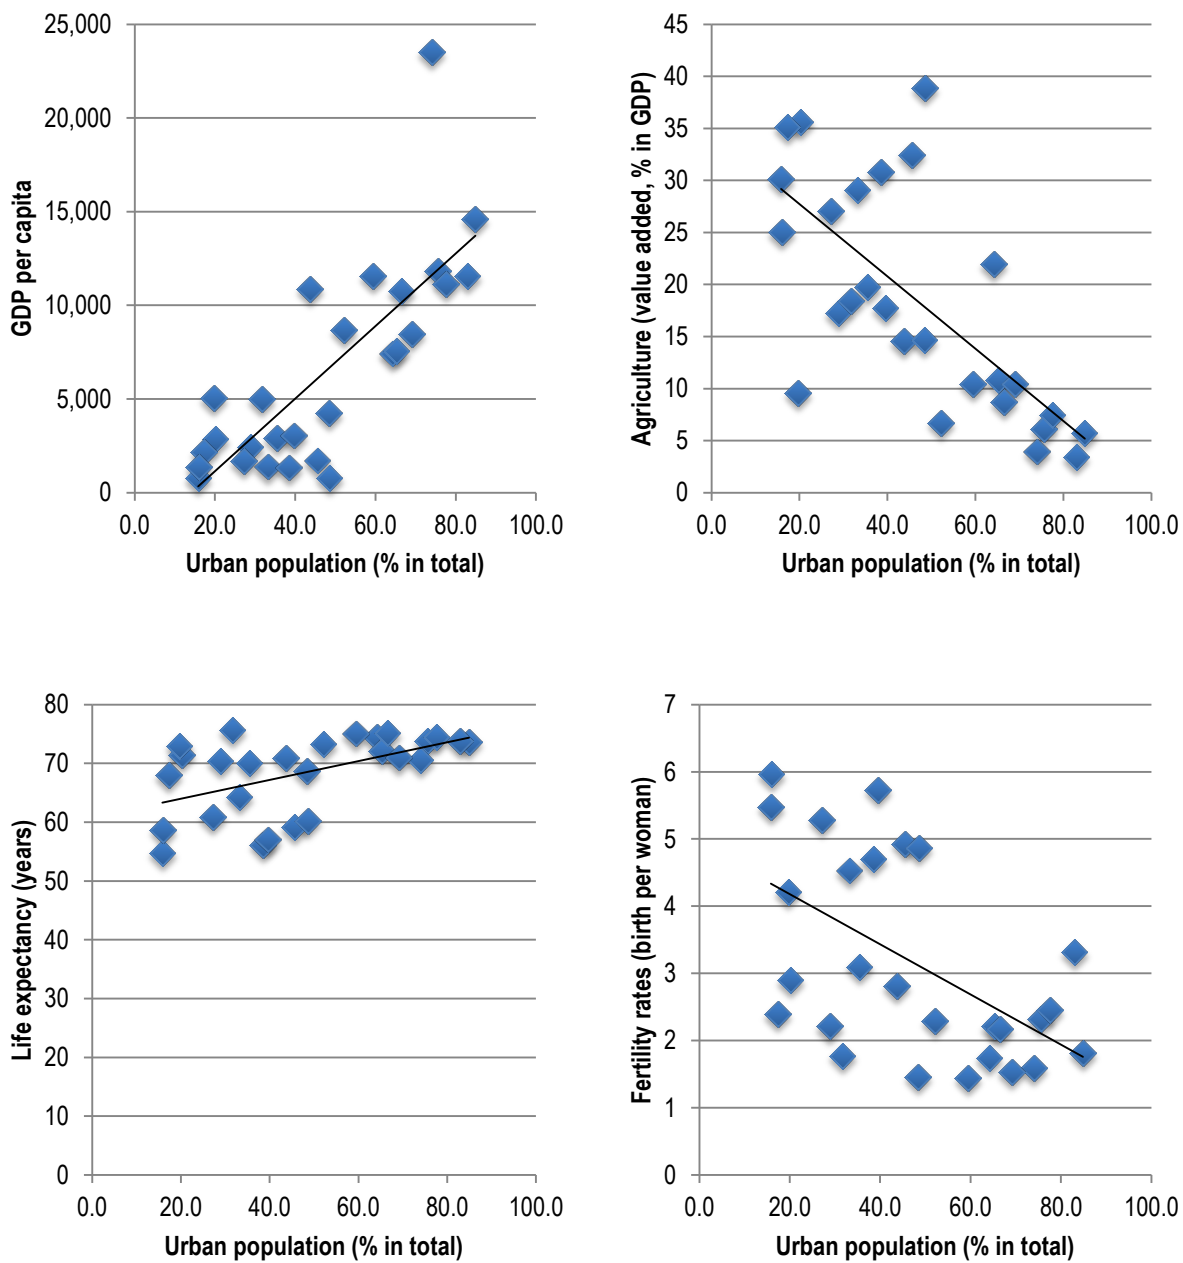 GDP per capita
25,000
20,000
15,000
10,000
5,000
0
0.0 20.0 40.0 60.0 80.0 100.0
Urban population (% in total)
Agriculture (value added, % in GDP)
45
40
35
30
25
20
15
10
5
0
0.0 20.0 40.0 60.0 80.0 100.0
Urban population (% in total)
Life expectancy (years)
80
70
60
50
40
30
20
10
0
0.0 20.0 40.0 60.0 80.0 100.0
Urban population (% in total)
Fertility rates (birth per woman)
7
6
5
4
3
2
1
0
0.0 20.0 40.0 60.0 80.0 100.0
Urban population (% in total)